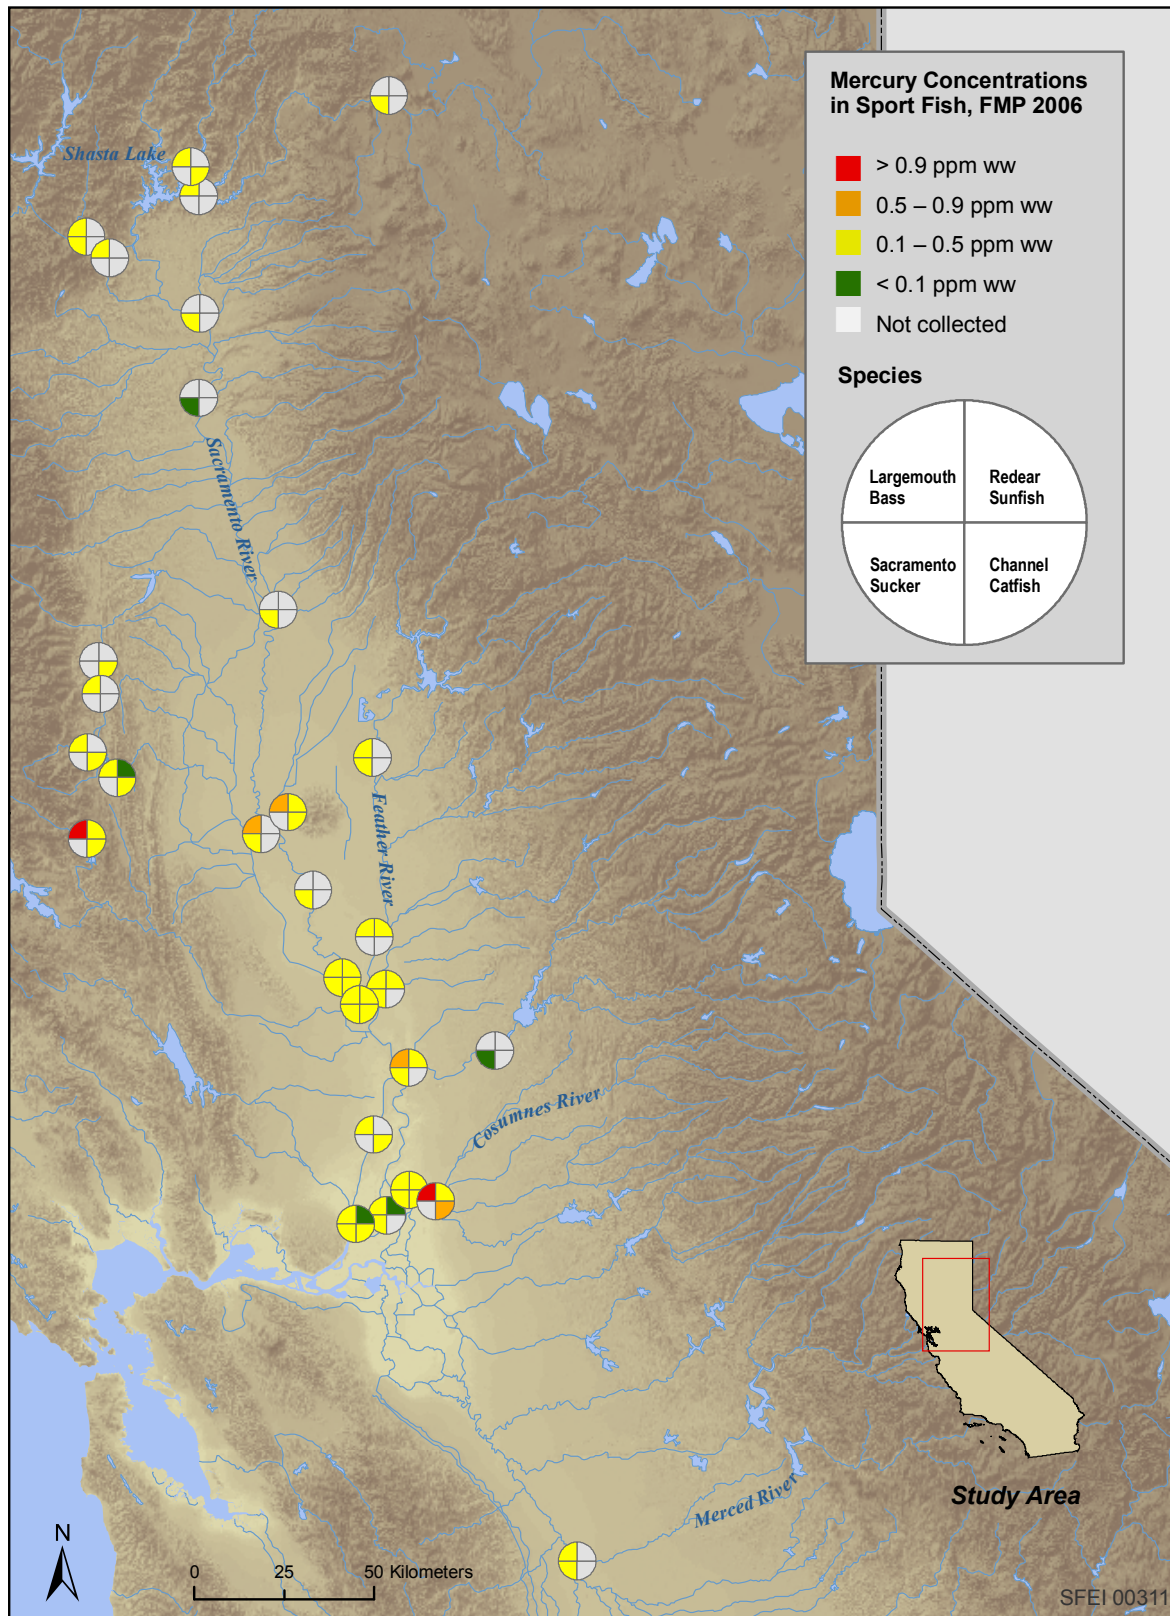 Mercury Concentrations
in Sport Fish, FMP 2006
> 0.9 ppm ww
0.5 – 0.9 ppm ww
0.1 – 0.5 ppm ww
< 0.1 ppm ww
Not collected
Species
Largemouth
Bass
Redear
Sunfish
Sacramento
Sucker
Channel
Catfish
Shasta Lake
Sacramento River
Feather River
Cosumnes River
Merced River
Study Area
N
0 25 50 Kilometers
SFEI 00311